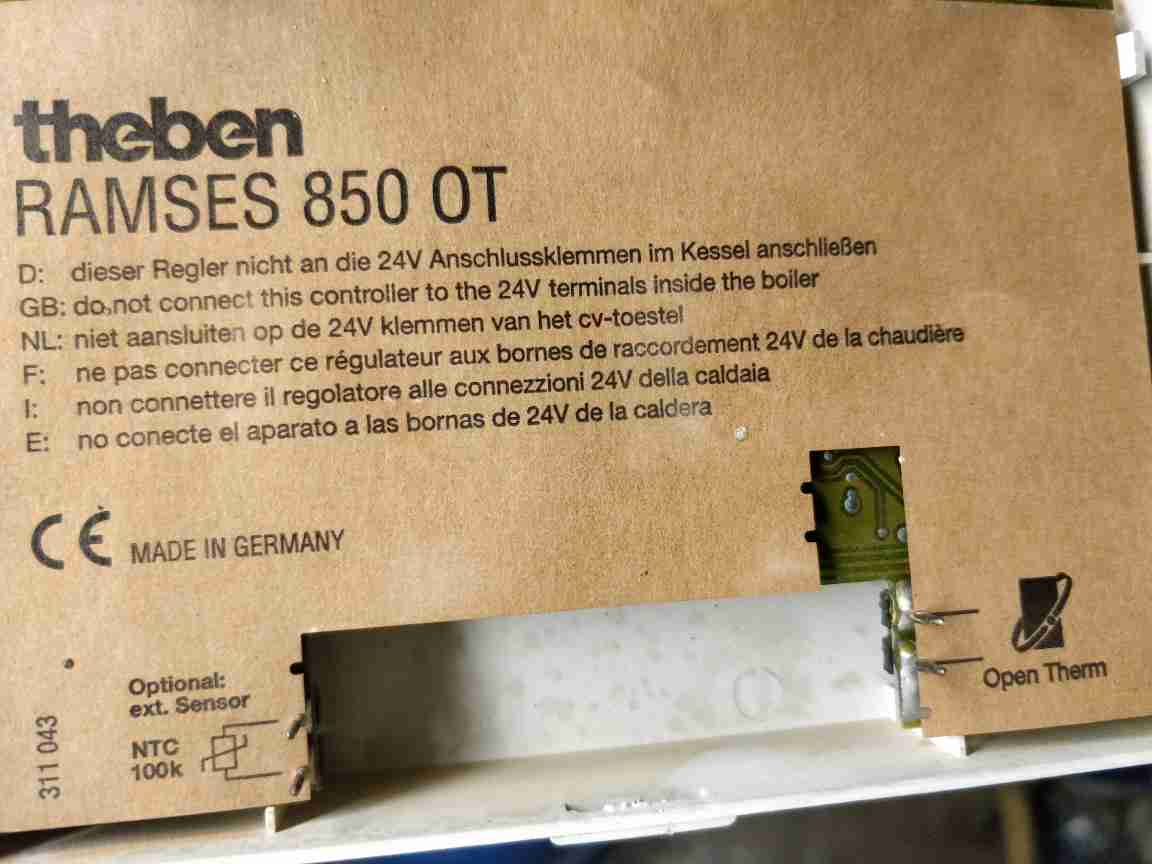 theben
RAMSES 850 OT
D: dieser Regler nicht an die 24V Anschlussklemmen im Kessel anschließen
GB: do not connect this controller to the 24V terminals inside the boiler
NL: niet aansluiten op de 24V klemmen van het cv-toestel
F: ne pas connecter ce régulateur aux bornes de raccordement 24V de la chaudière
I: non connettere il regolatore alle connezzioni 24V della caldaia
E: no conecte el aparato a las bornas de 24V de la caldera
CE MADE IN GERMANY
Optional:
ext. Sensor
NTC
100k
311 043
Open Therm